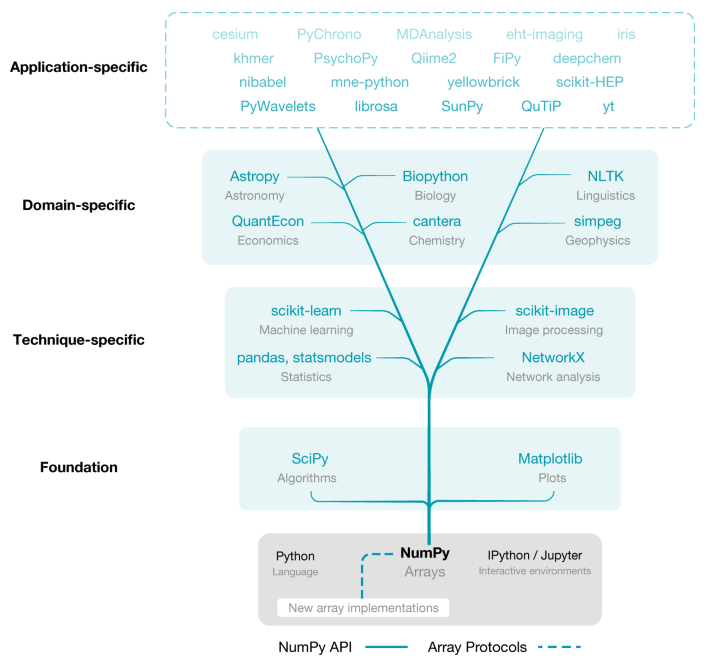 cesium PyChrono MDAnalysis eht-imaging iris
Application-specific
khmer PsychoPy Qiime2 FiPy deepchem
nibabel mne-python yellowbrick scikit-HEP
PyWavelets librosa SunPy QuTiP yt
Astropy Biopython NLTK
Astronomy Biology Linguistics
Domain-specific
QuantEcon cantera simpeg
Economics Chemistry Geophysics
scikit-learn scikit-image
Machine learning Image processing
Technique-specific
pandas, statsmodels NetworkX
Statistics Network analysis
SciPy Matplotlib
Foundation
Algorithms Plots
Python NumPy IPython / Jupyter
Language Arrays Interactive environments
New array implementations
NumPy API Array Protocols